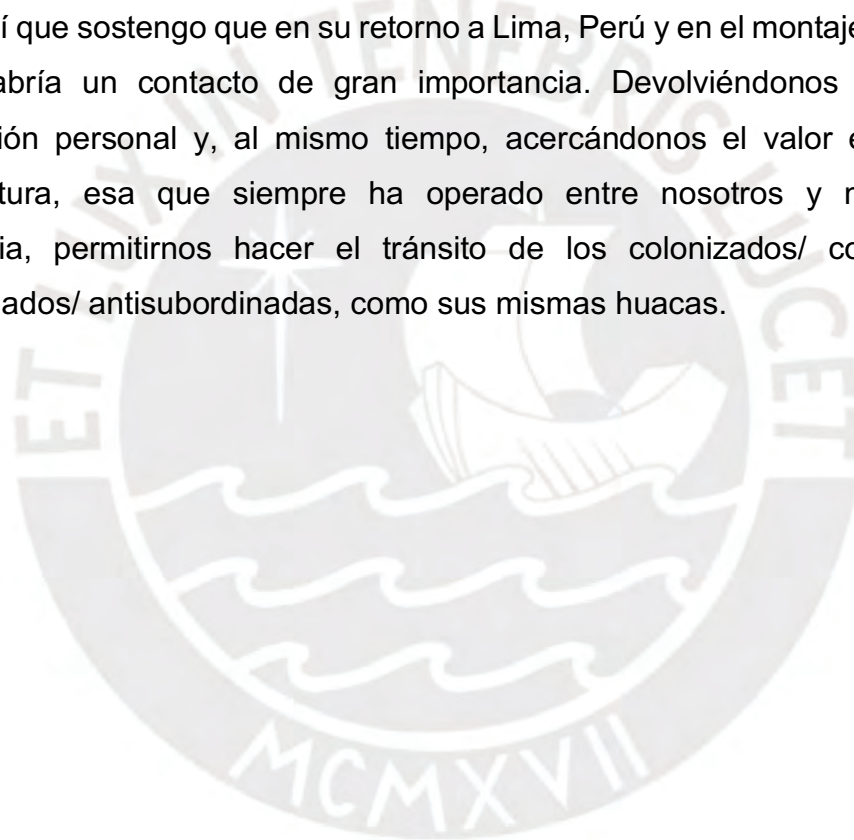 í que sostengo que en su retorno a Lima, Perú y en el montaje
abría un contacto de gran importancia. Devolviéndonos
ión personal y, al mismo tiempo, acercándonos el valor e
tura, esa que siempre ha operado entre nosotros y
ia, permitirnos hacer el tránsito de los colonizados/ co
ados/ antisubordinadas, como sus mismas huacas.
ET LUX IN TENEBRIS LUCET
MCMXVII